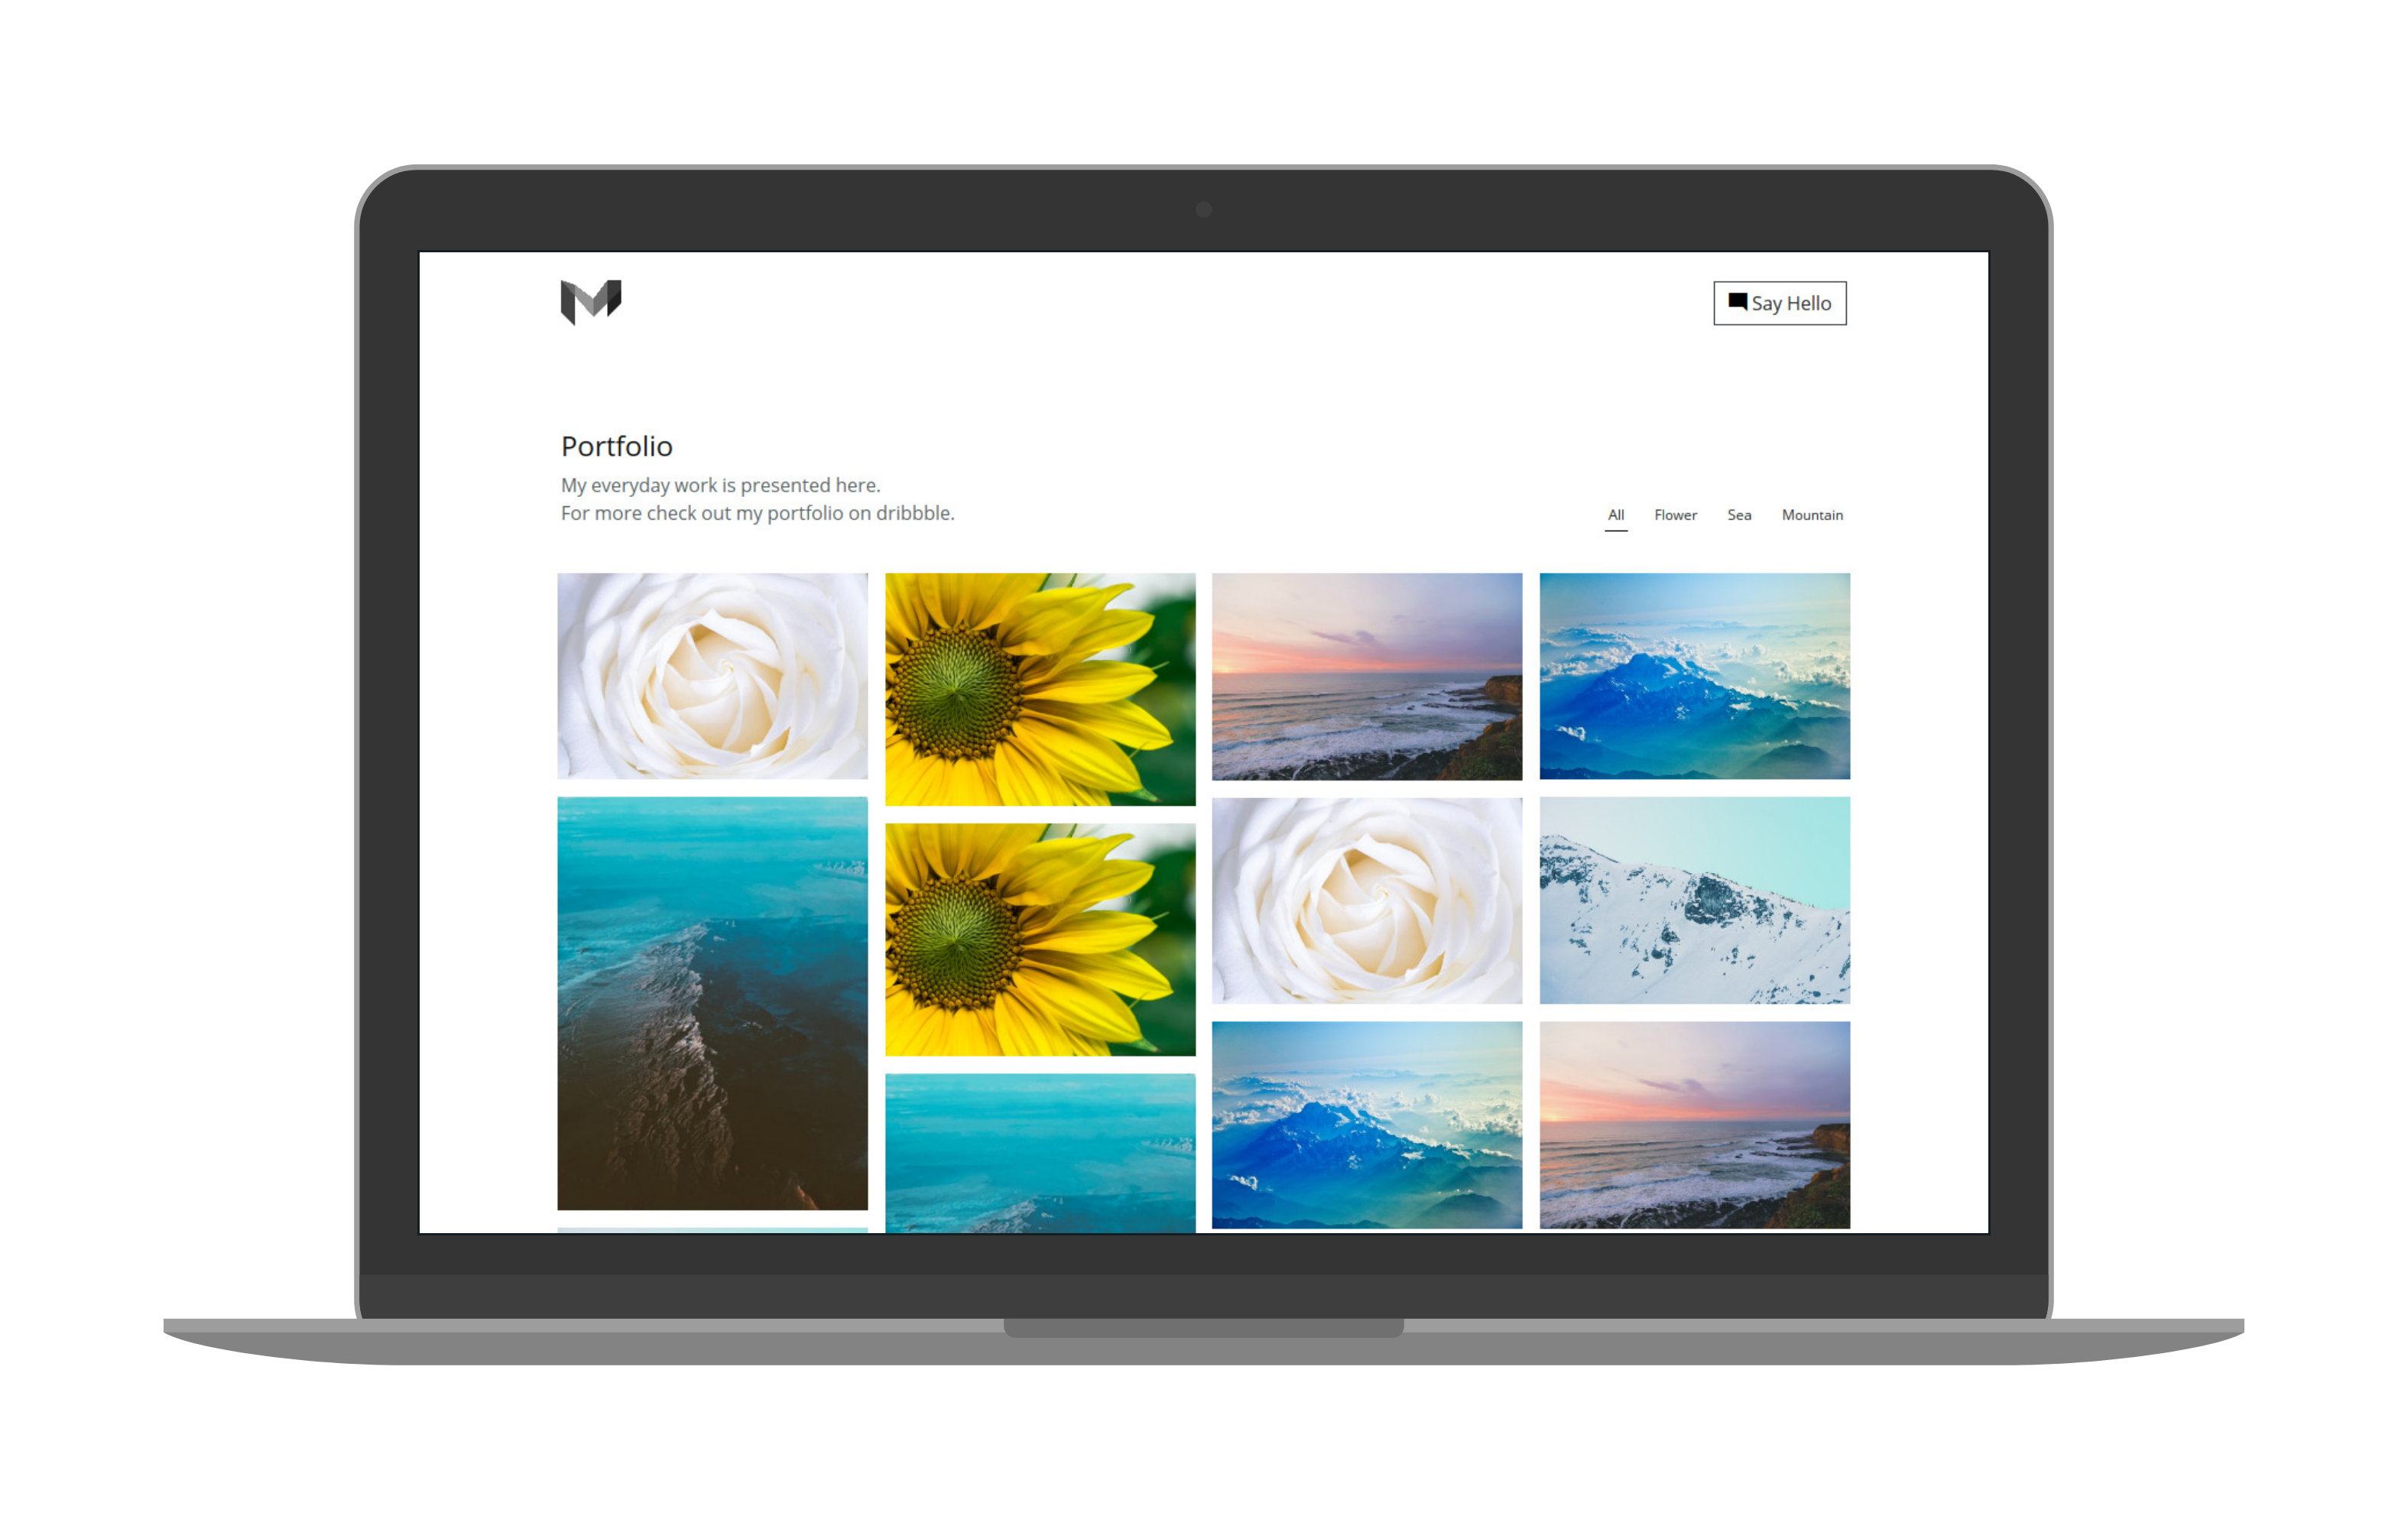 Say Hello
Portfolio
My everyday work is presented here.
For more check out my portfolio on dribbble.
All Flower Sea Mountain